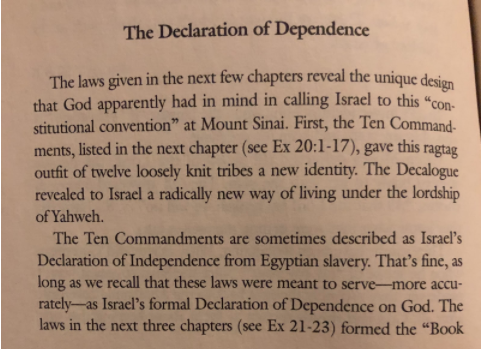 The Declaration of Dependence
The laws given in the next few chapters reveal the unique design
that God apparently had in mind in calling Israel to this “con-
stitutional convention” at Mount Sinai. First, the Ten Command-
ments, listed in the next chapter (see Ex 20:1-17), gave this ragtag
outfit of twelve loosely knit tribes a new identity. The Decalogue
revealed to Israel a radically new way of living under the lordship
of Yahweh.
The Ten Commandments are sometimes described as Israel’s
Declaration of Independence from Egyptian slavery. That’s fine, as
long as we recall that these laws were meant to serve—more accu-
rately—as Israel’s formal Declaration of Dependence on God. The
laws in the next three chapters (see Ex 21-23) formed the “Book